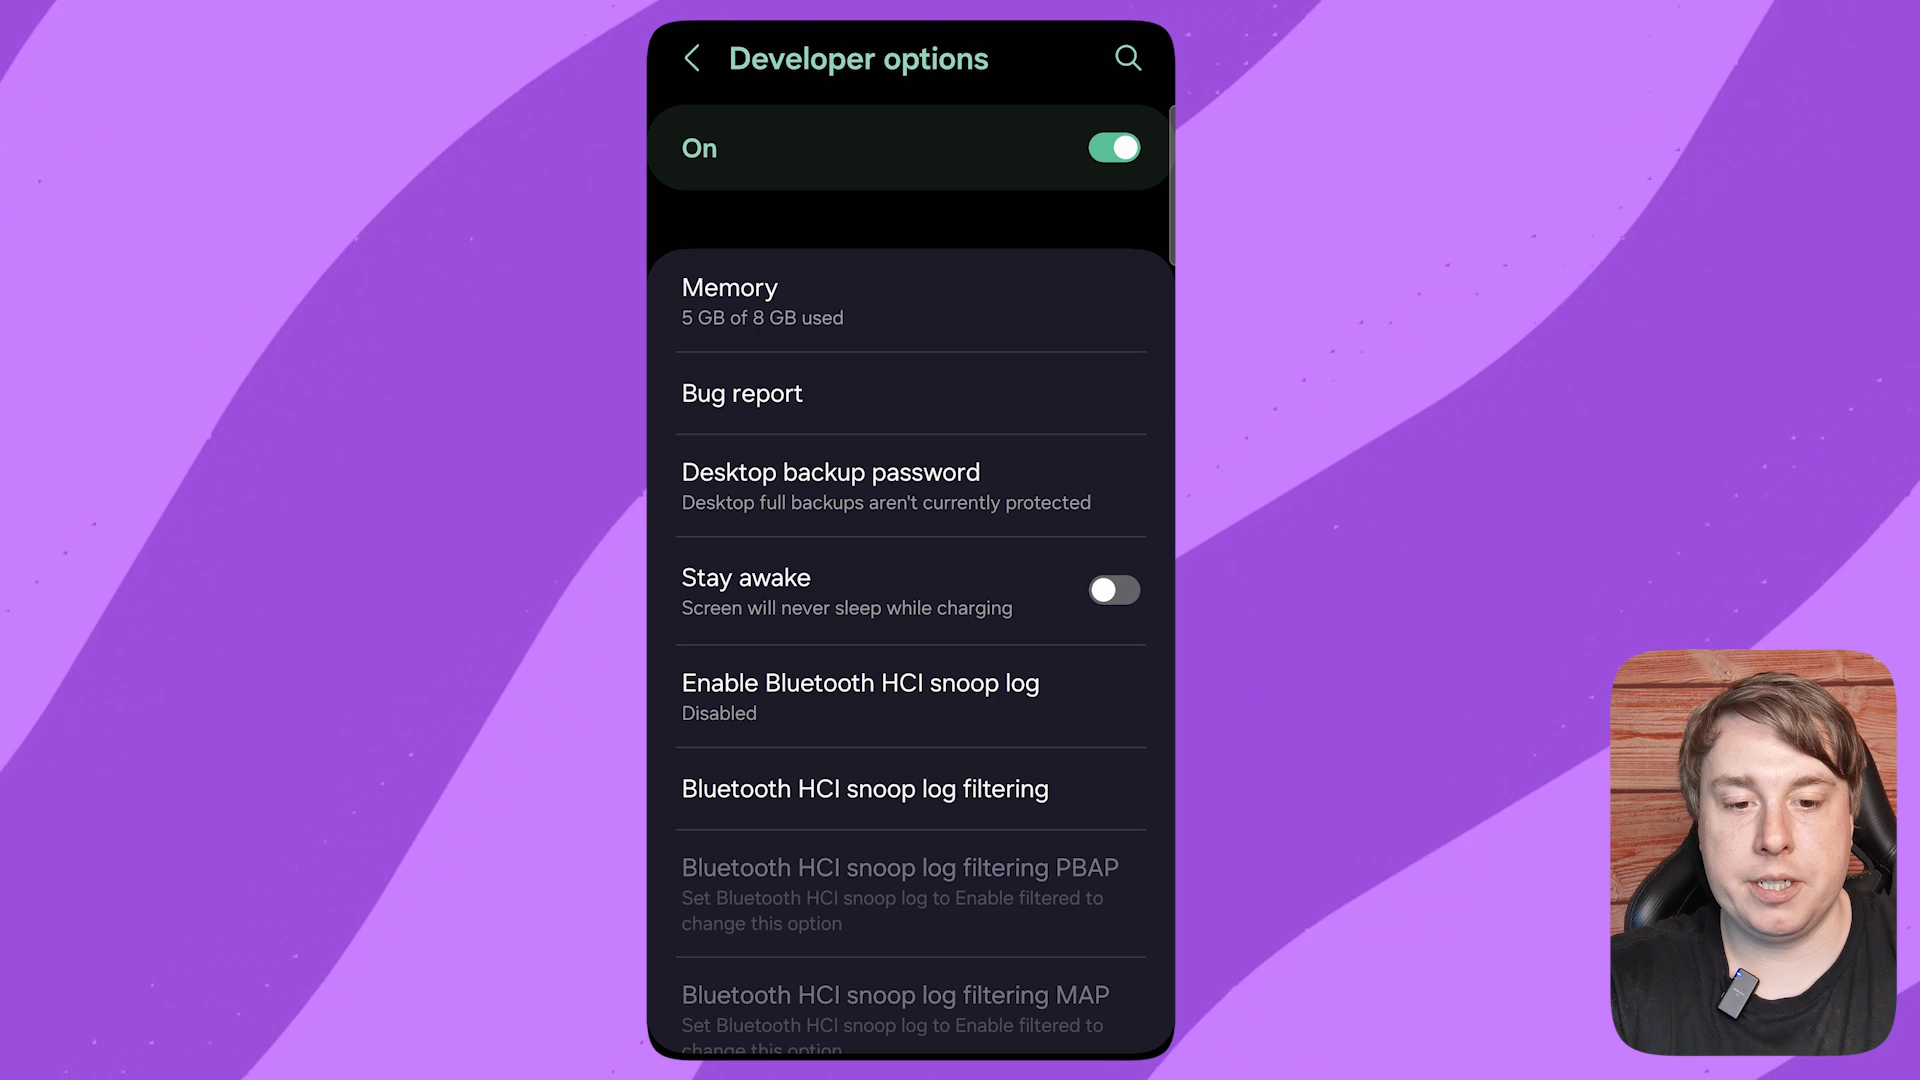 Developer options
On
Memory
5 GB of 8 GB used
Bug report
Desktop backup password
Desktop full backups aren't currently protected
Stay awake
Screen will never sleep while charging
Enable Bluetooth HCI snoop log
Disabled
Bluetooth HCI snoop log filtering
Bluetooth HCI snoop log filtering PBAP
Set Bluetooth HCI snoop log to Enable filtered to
change this option
Bluetooth HCI snoop log filtering MAP
Set Bluetooth HCI snoop log to Enable filtered to
change this option